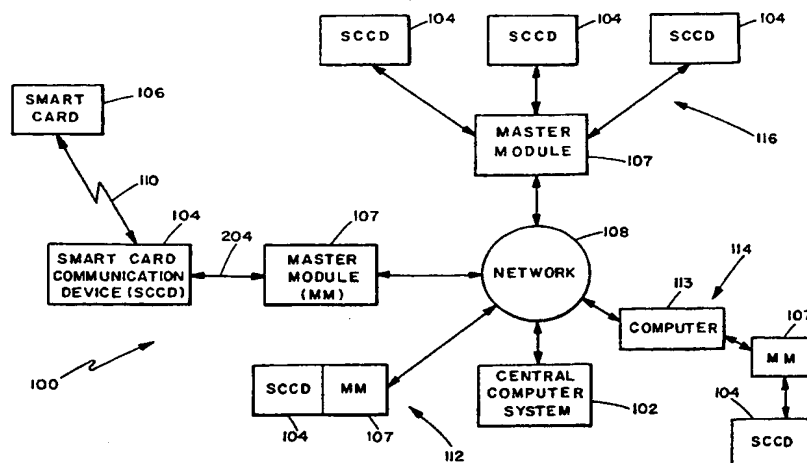 SCCD
104
SCCD
104
SCCD
104
SMART
CARD
106
MASTER
MODULE
107
116
110
104
SMART CARD
COMMUNICATION
DEVICE (SCCD)
204
107
MASTER
MODULE
(MM)
108
NETWORK
114
113
COMPUTER
107
MM
100
SCCD
MM
104
107
112
CENTRAL
COMPUTER
SYSTEM
102
104
SCCD